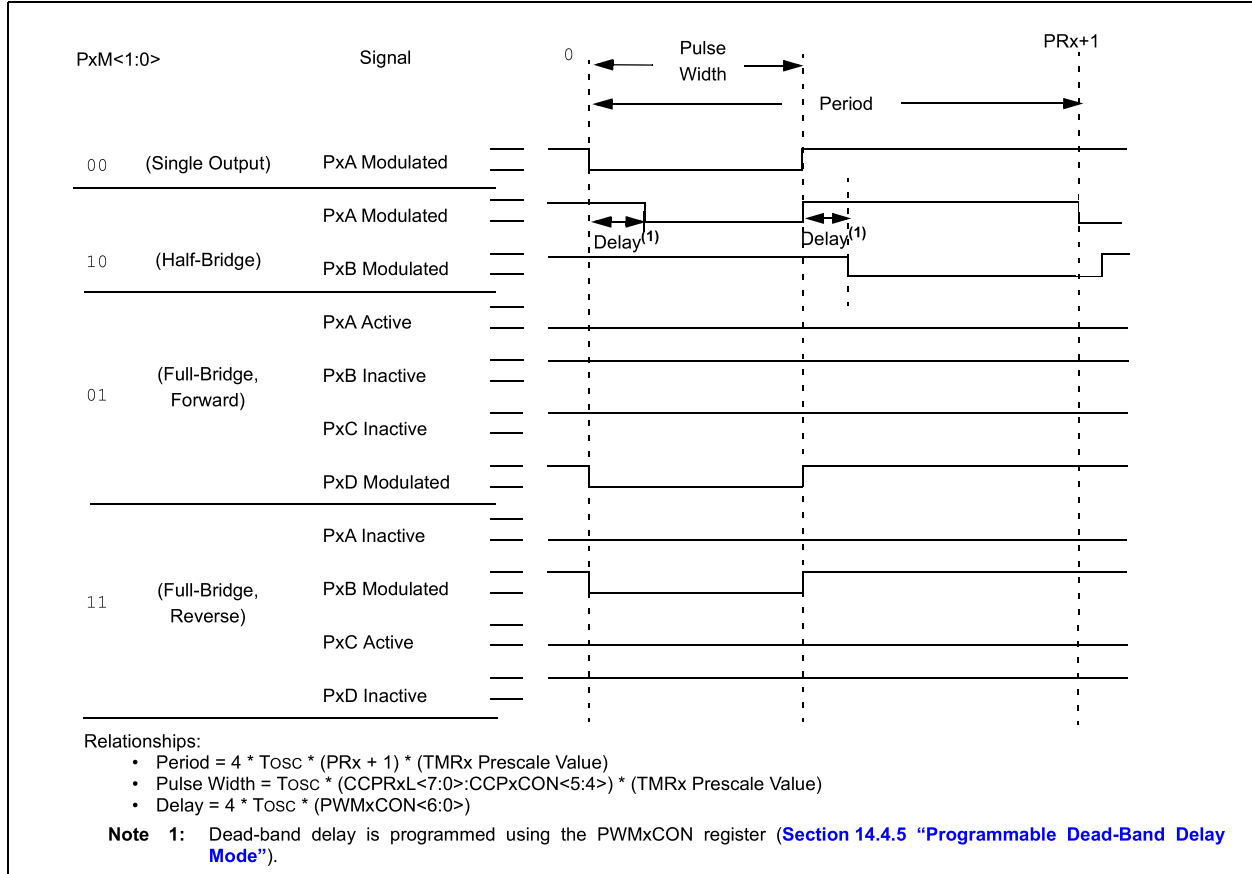 PxM<1:0>
Signal
0
Pulse
Width
PRx+1
Period
00
(Single Output)
PxA Modulated
10
(Half-Bridge)
PxA Modulated
Delay(1)
Delay(1)
PxB Modulated
01
(Full-Bridge,
Forward)
PxA Active
PxB Inactive
PxC Inactive
PxD Modulated
11
(Full-Bridge,
Reverse)
PxA Inactive
PxB Modulated
PxC Active
PxD Inactive
Relationships:
• Period = 4 * TOSC * (PRx + 1) * (TMRx Prescale Value)
• Pulse Width = TOSC * (CCPRxL<7:0>:CCPxCON<5:4>) * (TMRx Prescale Value)
• Delay = 4 * TOSC * (PWMxCON<6:0>)
Note 1: Dead-band delay is programmed using the PWMxCON register (Section 14.4.5 “Programmable Dead-Band Delay
Mode”).